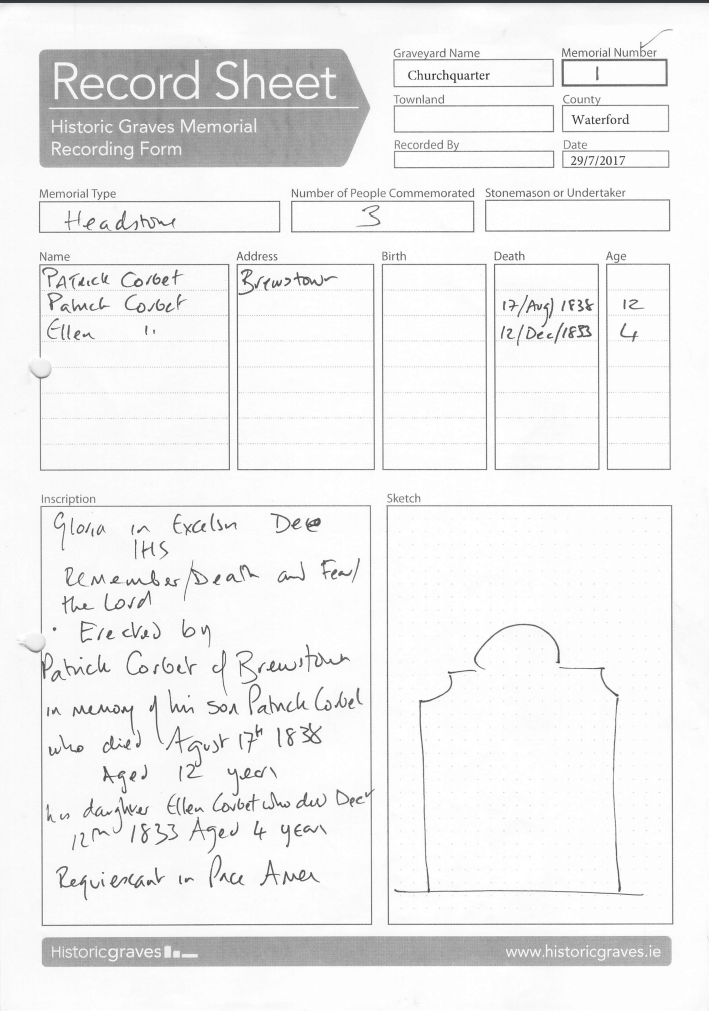 Record Sheet
Historic Graves Memorial
Recording Form
Graveyard Name
Churchquarter
Memorial Number
1
Townland
County
Waterford
Recorded By
Date
29/7/2017
Memorial Type
Headstone
Number of People Commemorated
3
Stonemason or Undertaker
Name Address Birth Death Age
Patrick Corbet Brewstown
Patrick Corbet 17/Aug/1838 12
Ellen " 12/Dec/1833 4
Inscription
Gloria in Excelsis Deo
IHS
Remember/Death and Fear/
the Lord
Erected by
Patrick Corbet of Brewstown
in memory of his son Patrick Corbet
who died Agust 17th 1838
Aged 12 years
his daughter Ellen Corbet who died Decr
12th 1833 Aged 4 years
Requiescant in Pace Amen
Sketch
Historicgraves
www.historicgraves.ie